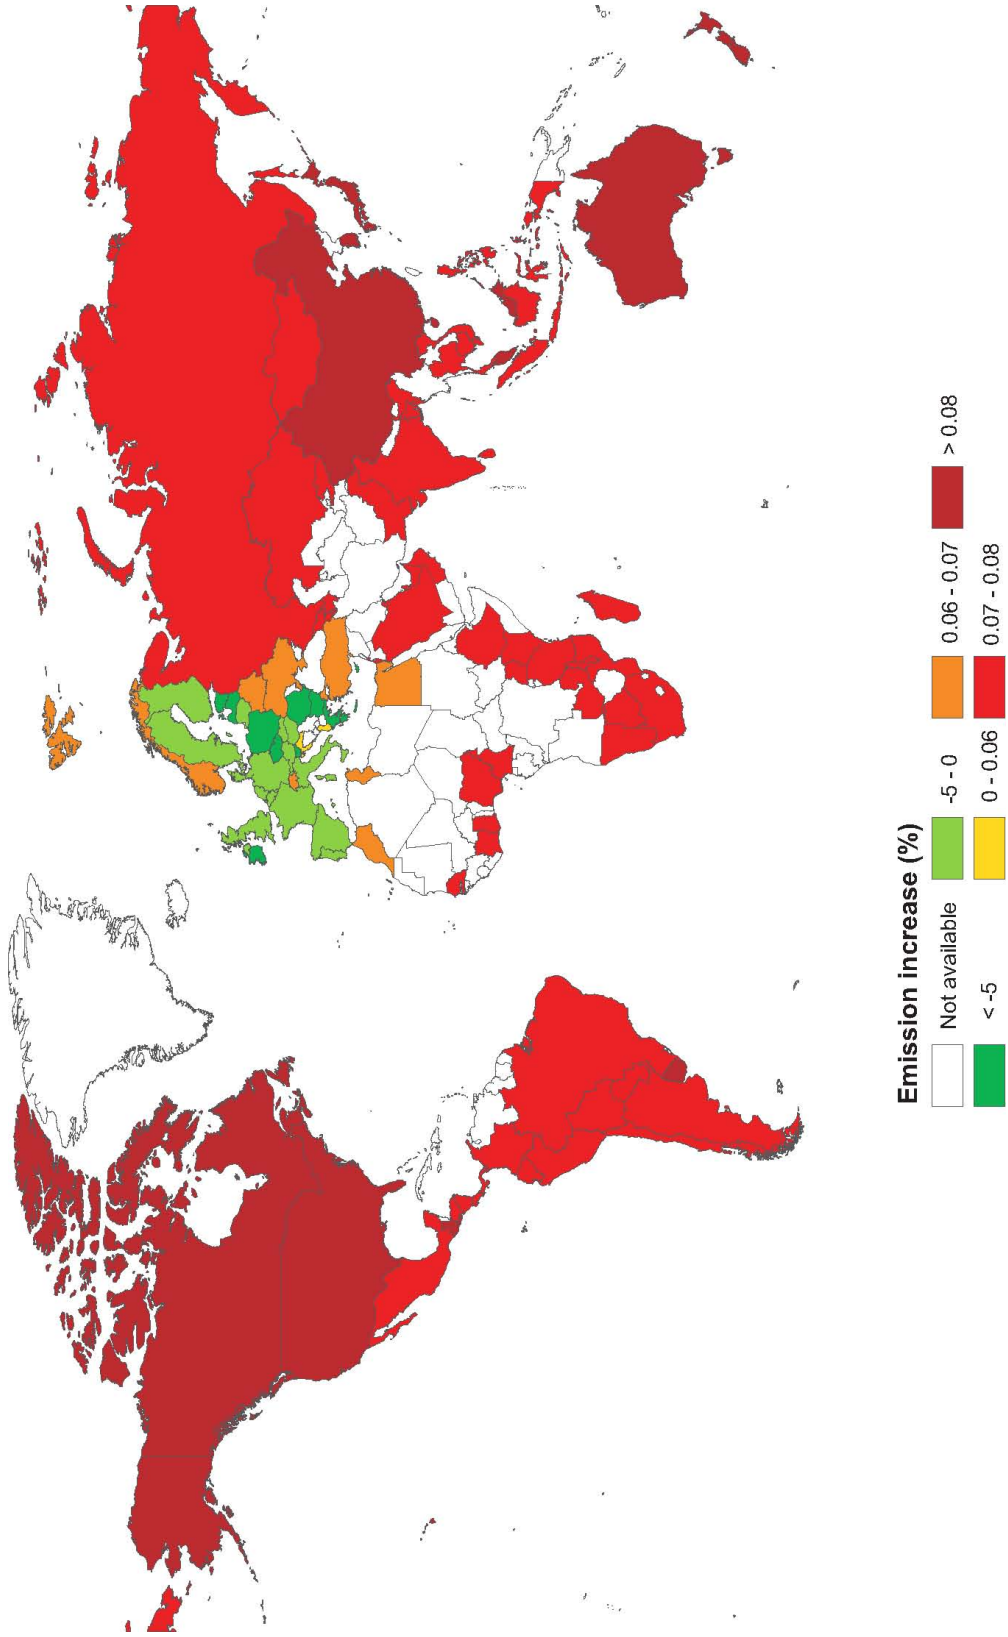 Emission increase (%)
Not available
-5 - 0
0.06 - 0.07
> 0.08
< -5
0 - 0.06
0.07 - 0.08